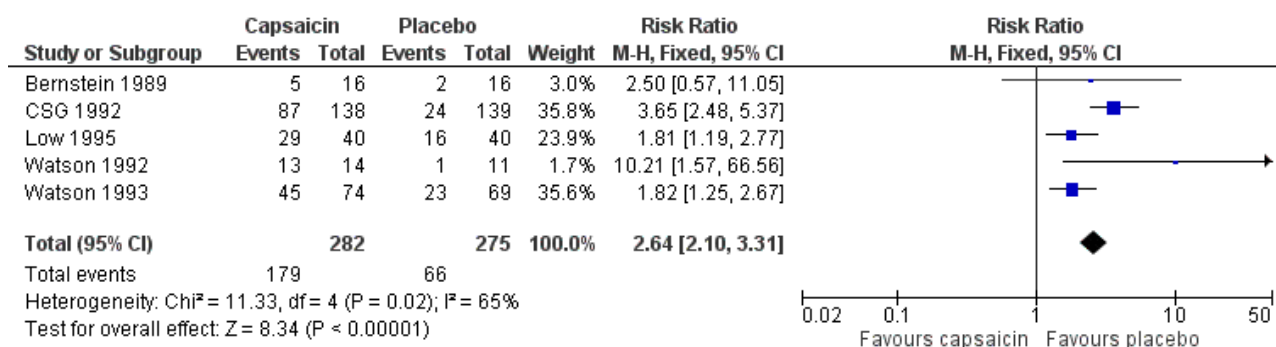 Capsaicin Placebo Risk Ratio Risk Ratio
Study or Subgroup Events Total Events Total Weight M-H, Fixed, 95% CI M-H, Fixed, 95% CI
Bernstein 1989 5 16 2 16 3.0% 2.50 [0.57, 11.05]
CSG 1992 87 138 24 139 35.8% 3.65 [2.48, 5.37]
Low 1995 29 40 16 40 23.9% 1.81 [1.19, 2.77]
Watson 1992 13 14 1 11 1.7% 10.21 [1.57, 66.56]
Watson 1993 45 74 23 69 35.6% 1.82 [1.25, 2.67]
Total (95% CI) 282 275 100.0% 2.64 [2.10, 3.31]
Total events 179 66
Heterogeneity: Chi² = 11.33, df = 4 (P = 0.02); I² = 65%
Test for overall effect: Z = 8.34 (P < 0.00001)
0.02 0.1 1 10 50
Favours capsaicin Favours placebo